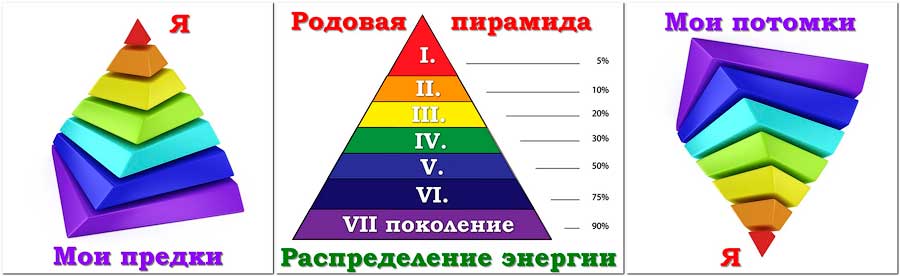 Я
Мои предки
Родовая пирамида
I.
5%
II.
10%
III.
20%
IV.
30%
V.
50%
VI.
75%
VII поколение
90%
Распределение энергии
Мои потомки
Я